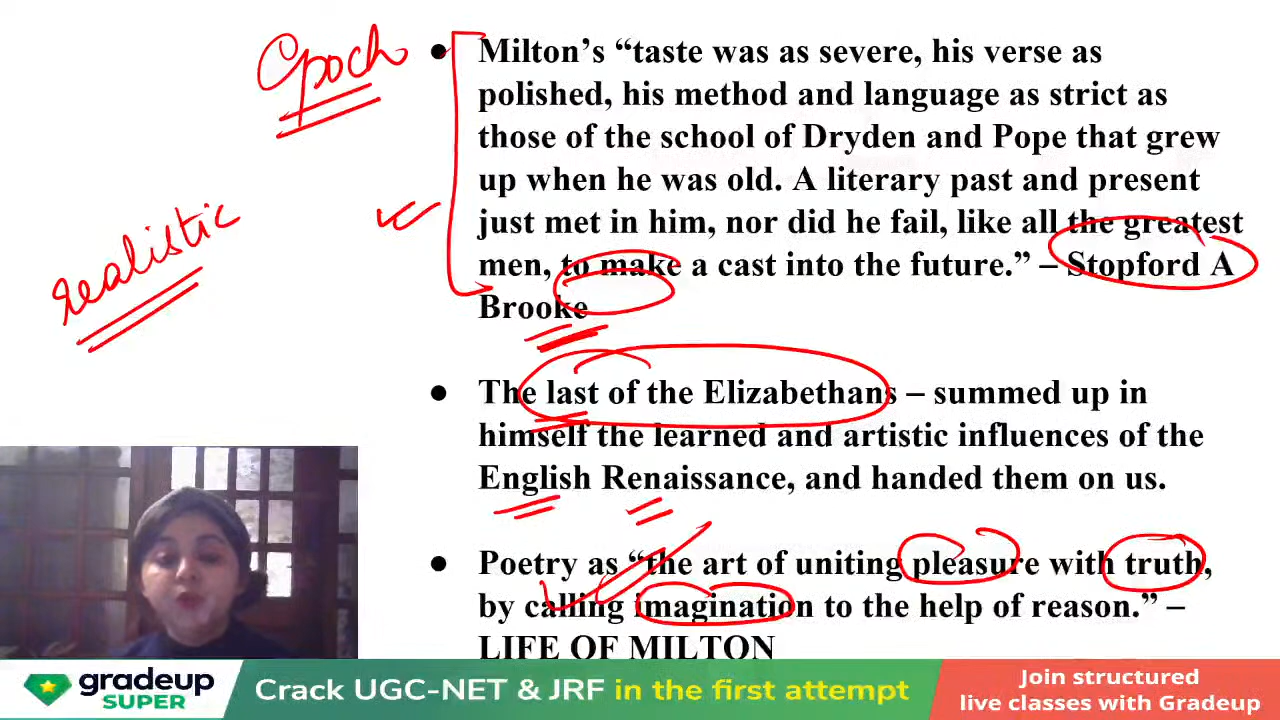 Epoch
realistic
● Milton’s “taste was as severe, his verse as
polished, his method and language as strict as
those of the school of Dryden and Pope that grew
up when he was old. A literary past and present
just met in him, nor did he fail, like all the greatest
men, to make a cast into the future.” – Stopford A
Brooke
● The last of the Elizabethans – summed up in
himself the learned and artistic influences of the
English Renaissance, and handed them on us.
● Poetry as “the art of uniting pleasure with truth,
by calling imagination to the help of reason.” –
LIFE OF MILTON
gradeup
SUPER
Crack UGC-NET & JRF in the first attempt
Join structured
live classes with Gradeup